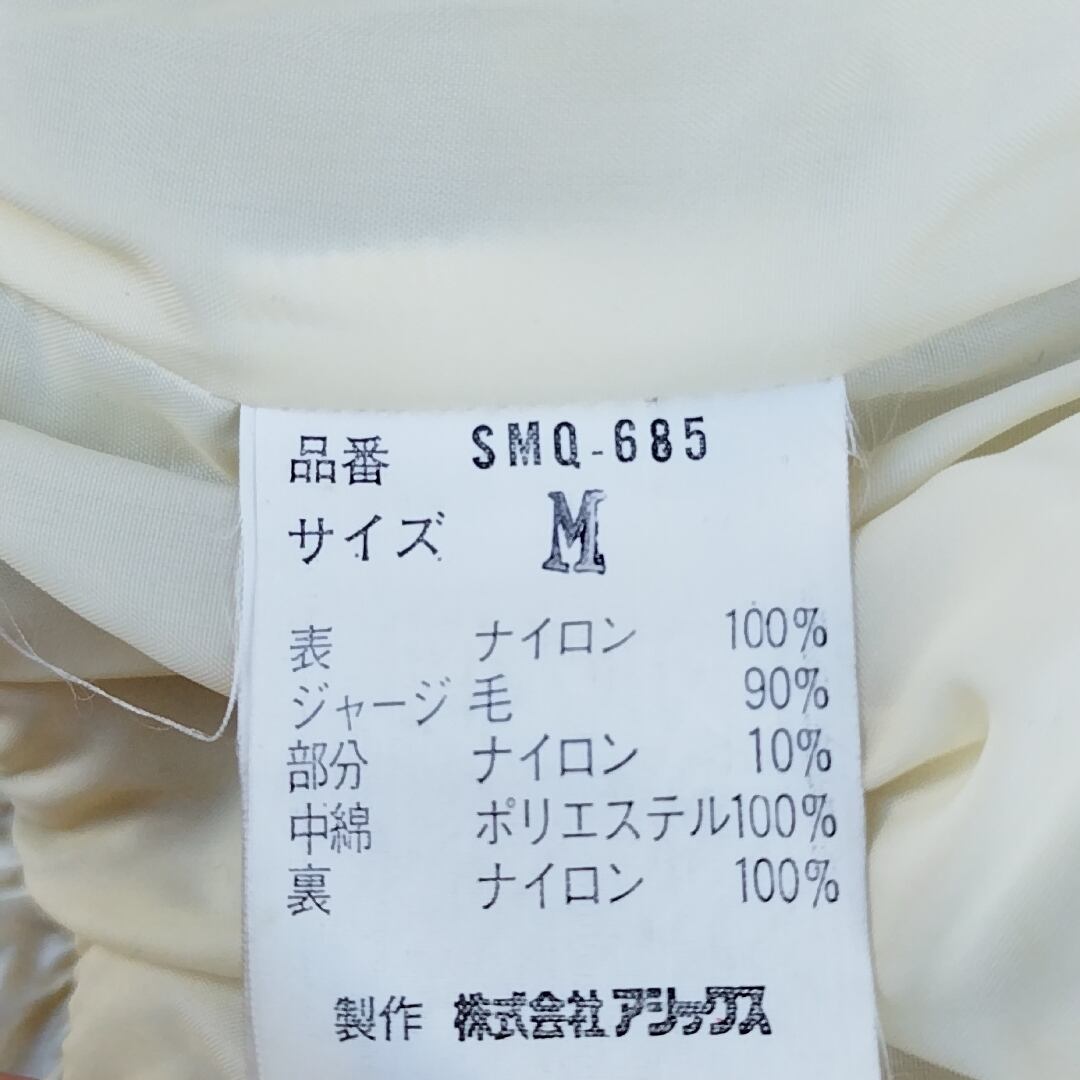 品番 SMQ-685
サイズ M
表 ナイロン 100%
ジャージ 毛 90%
部分 ナイロン 10%
中綿 ポリエステル100%
裏 ナイロン 100%
製作 株式会社アシックス